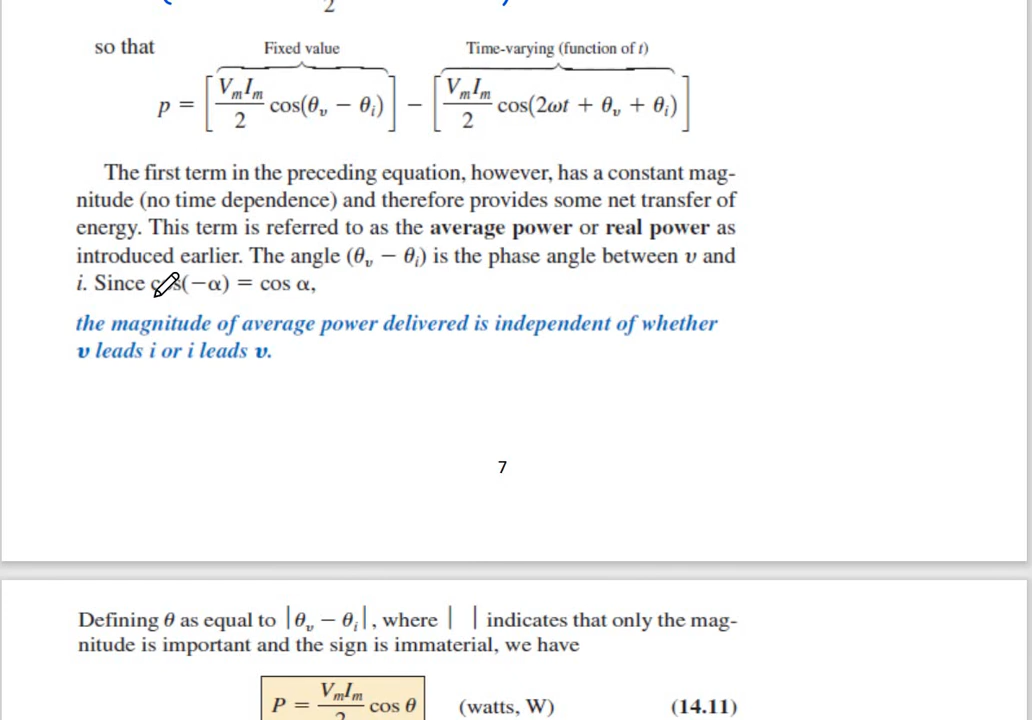 2
so that
Fixed value
Time-varying (function of t)
p = [VmIm/2 cos(θv − θi)] − [VmIm/2 cos(2ωt + θv + θi)]
The first term in the preceding equation, however, has a constant mag-
nitude (no time dependence) and therefore provides some net transfer of
energy. This term is referred to as the average power or real power as
introduced earlier. The angle (θv − θi) is the phase angle between v and
i. Since (−α) = cos α,
the magnitude of average power delivered is independent of whether
v leads i or i leads v.
7
Defining θ as equal to |θv − θi|, where | | indicates that only the mag-
nitude is important and the sign is immaterial, we have
P = VmIm/2 cos θ (watts, W) (14.11)